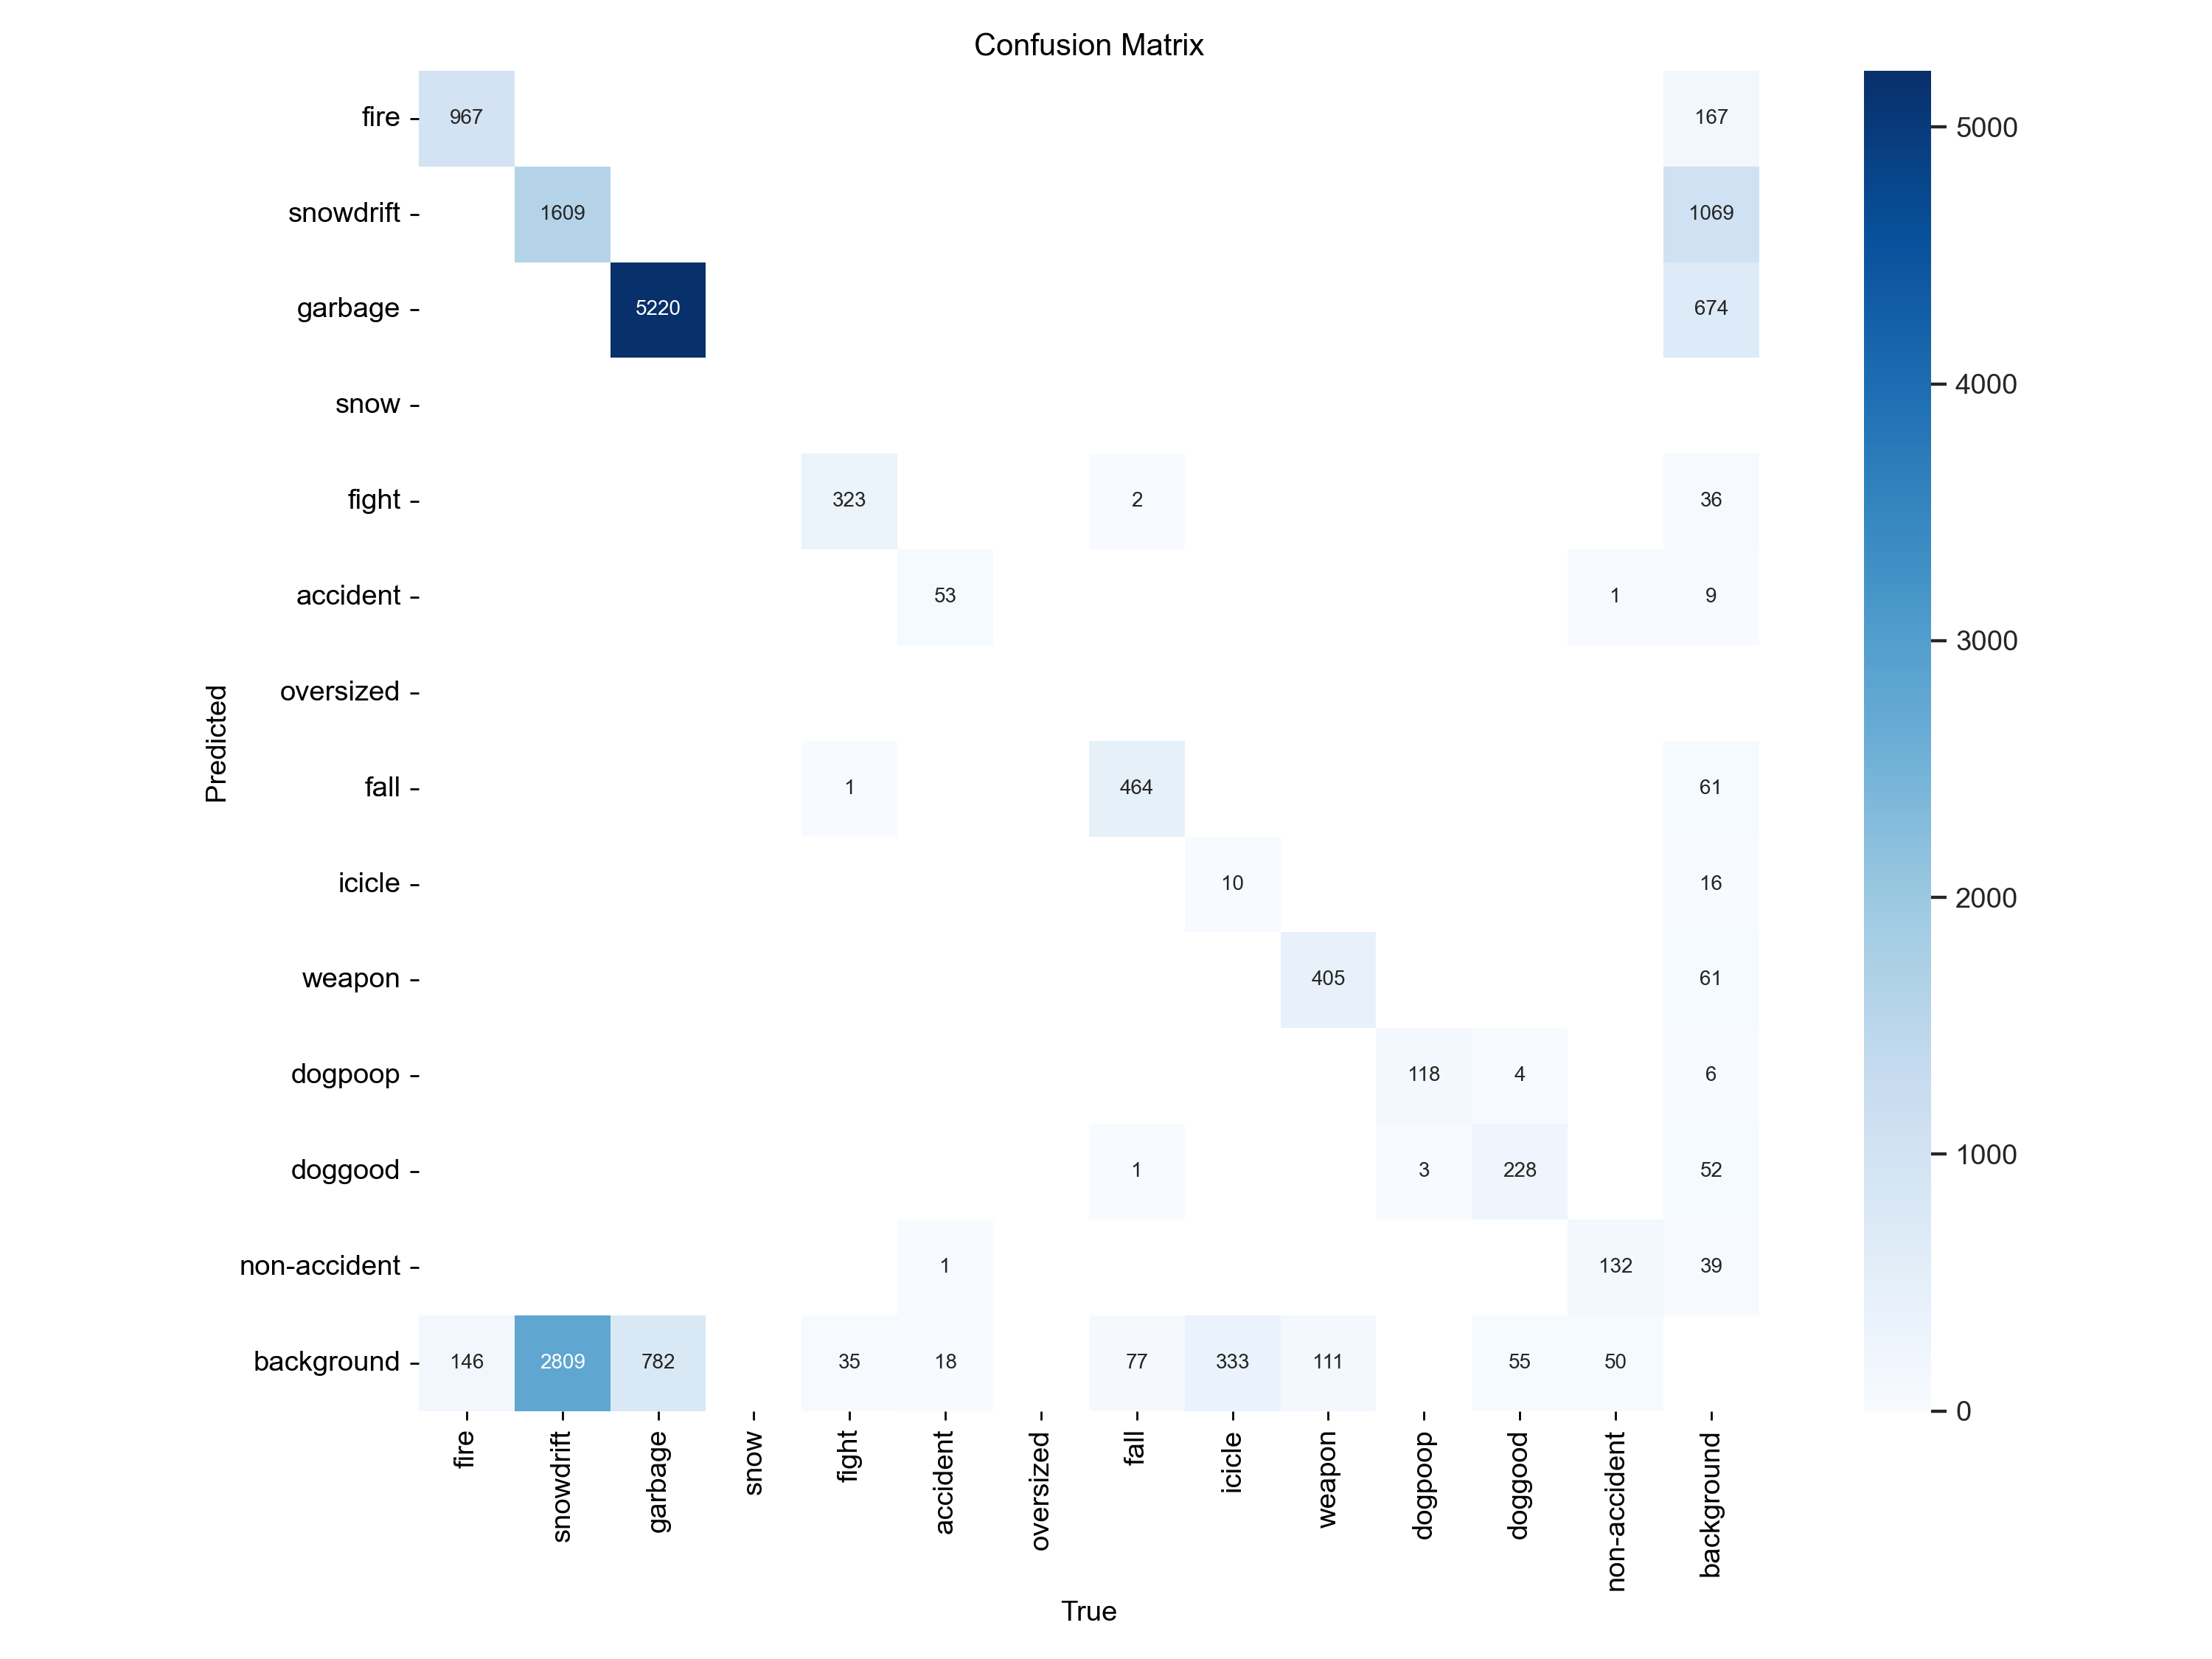 Confusion Matrix
fire 967 167
snowdrift 1609 1069
garbage 5220 674
snow
fight 323 2 36
accident 53 1 9
oversized
fall 1 464 61
icicle 10 16
weapon 405 61
dogpoop 118 4 6
doggood 1 3 228 52
non-accident 1 132 39
background 146 2809 782 35 18 77 333 111 55 50
fire snowdrift garbage snow fight accident oversized fall icicle weapon dogpoop doggood non-accident background
True
Predicted
5000
4000
3000
2000
1000
0